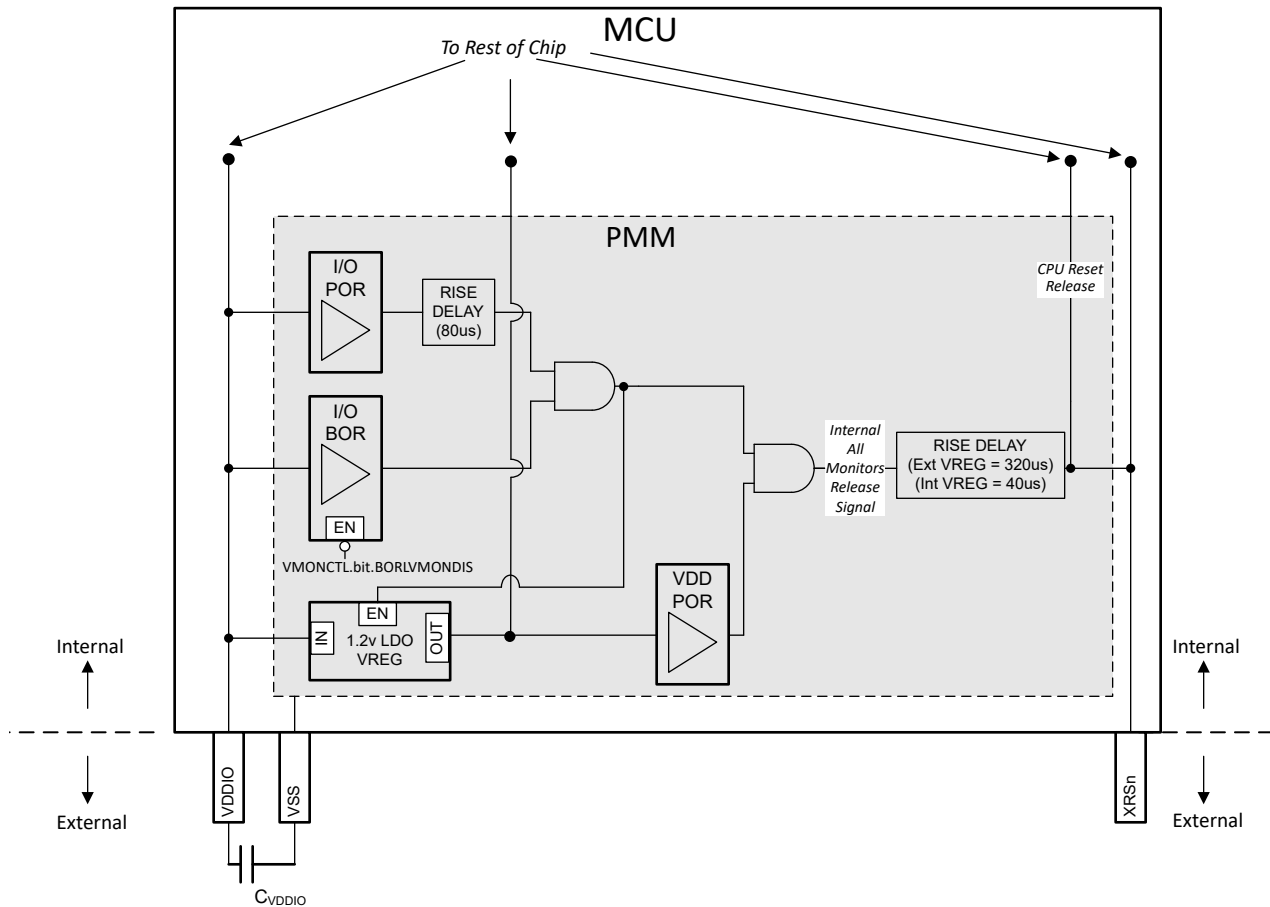 MCU
To Rest of Chip
PMM
I/O
POR
RISE
DELAY
(80us)
CPU Reset
Release
I/O
BOR
EN
VMONCTL.bit.BORLVMONDIS
Internal
All
Monitors
Release
Signal
RISE DELAY
(Ext VREG = 320us)
(Int VREG = 40us)
EN
IN
1.2v LDO
VREG
OUT
VDD
POR
Internal
External
Internal
External
VDDIO
VSS
XRSn
CVDDIO